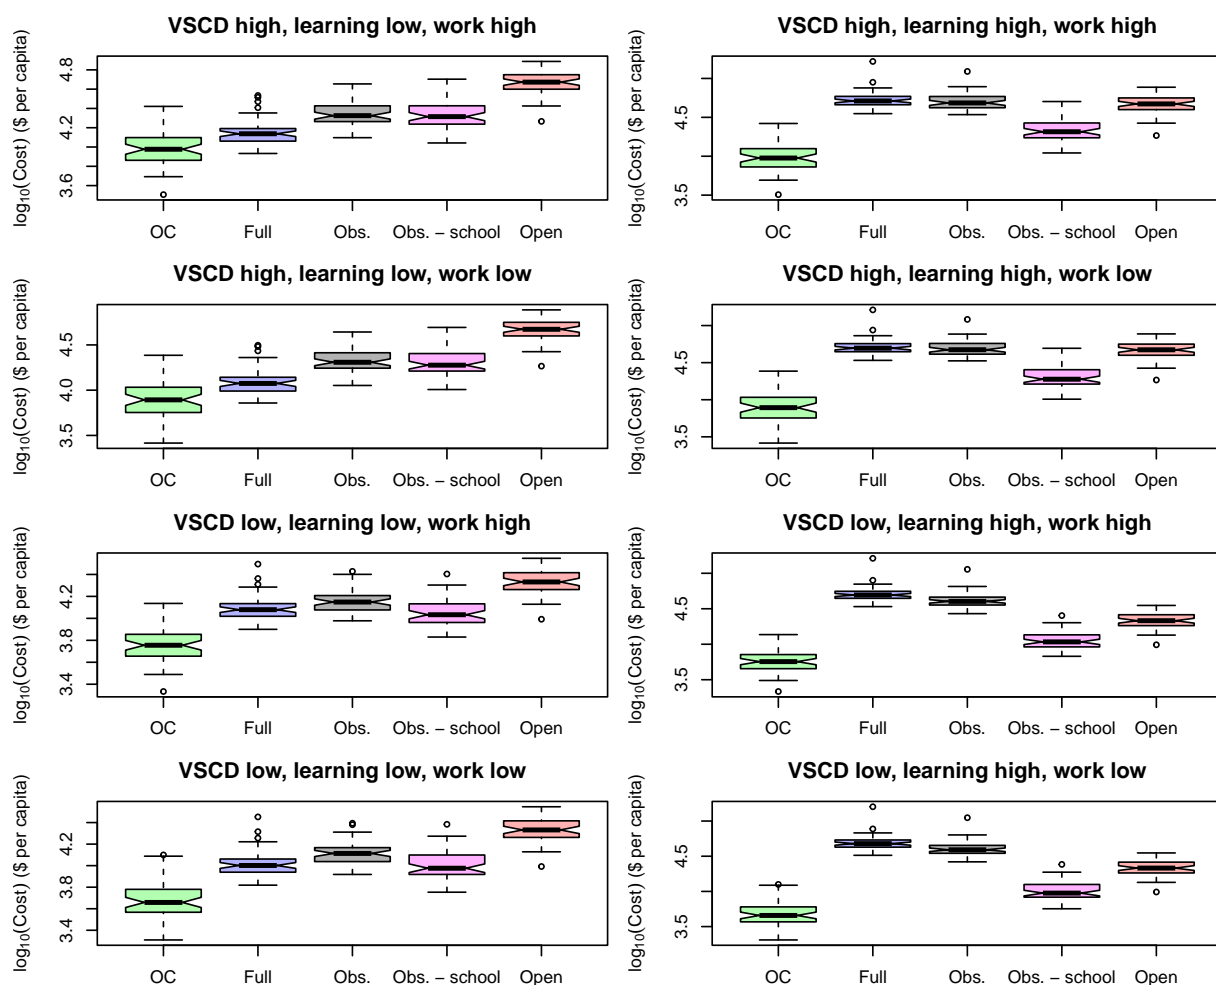 VSCD high, learning low, work high
log10(Cost) ($ per capita)
3.6 4.2 4.8
OC Full Obs. Obs. − school Open
VSCD high, learning high, work high
log10(Cost) ($ per capita)
3.5 4.5
OC Full Obs. Obs. − school Open
VSCD high, learning low, work low
log10(Cost) ($ per capita)
3.5 4.0 4.5
OC Full Obs. Obs. − school Open
VSCD high, learning high, work low
log10(Cost) ($ per capita)
3.5 4.5
OC Full Obs. Obs. − school Open
VSCD low, learning low, work high
log10(Cost) ($ per capita)
3.4 3.8 4.2
OC Full Obs. Obs. − school Open
VSCD low, learning high, work high
log10(Cost) ($ per capita)
3.5 4.5
OC Full Obs. Obs. − school Open
VSCD low, learning low, work low
log10(Cost) ($ per capita)
3.4 3.8 4.2
OC Full Obs. Obs. − school Open
VSCD low, learning high, work low
log10(Cost) ($ per capita)
3.5 4.5
OC Full Obs. Obs. − school Open